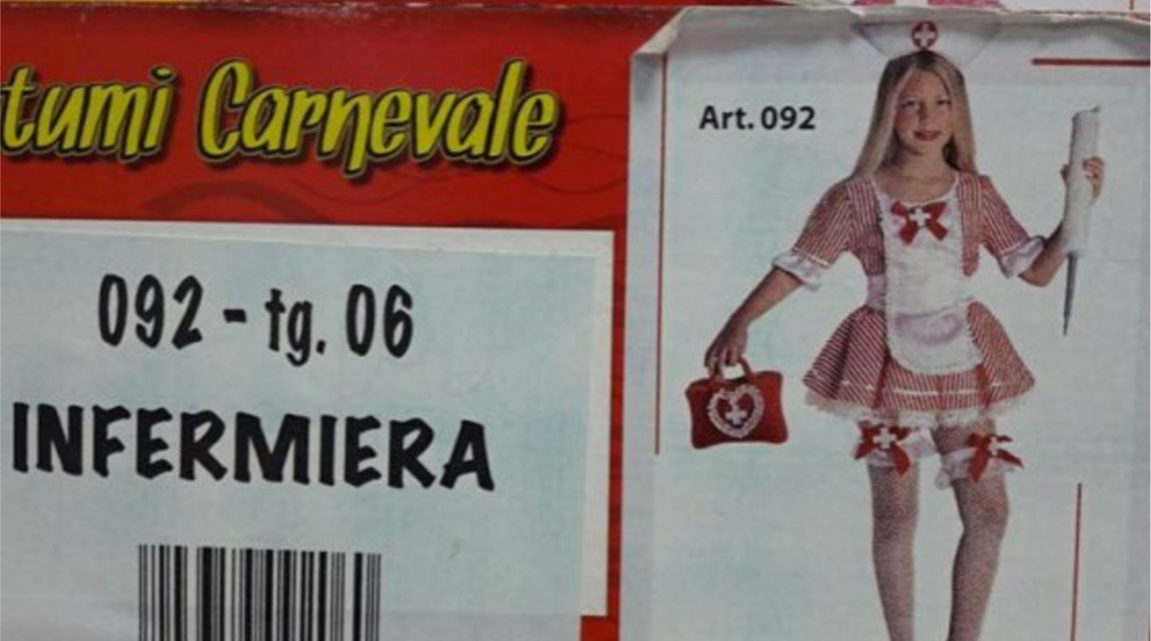 tumi Carnevale
Art. 092
092 - tg. 06
INFERMIERA